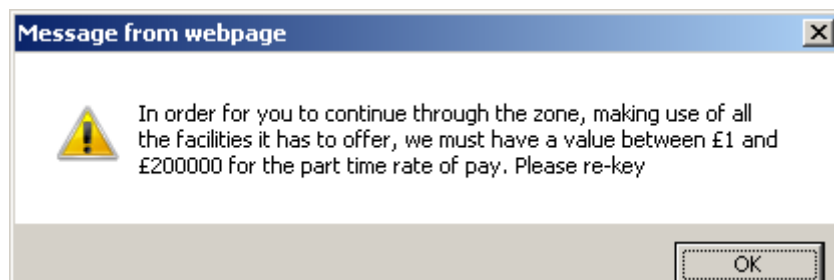 Message from webpage
In order for you to continue through the zone, making use of all
the facilities it has to offer, we must have a value between £1 and
£200000 for the part time rate of pay. Please re-key
OK